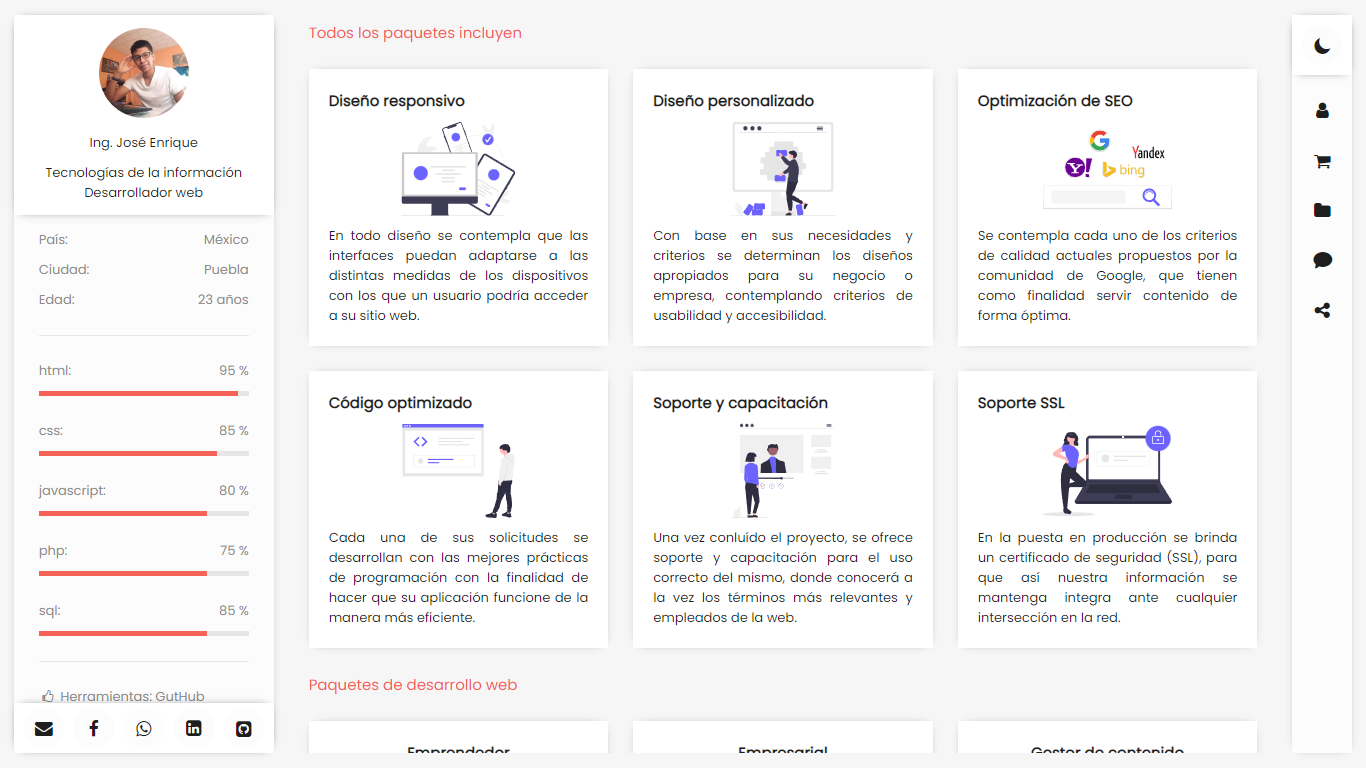 Ing. José Enrique
Tecnologías de la información
Desarrollador web
País: México
Ciudad: Puebla
Edad: 23 años
html: 95 %
css: 85 %
javascript: 80 %
php: 75 %
sql: 85 %
Herramientas: GutHub
Todos los paquetes incluyen
Diseño responsivo
En todo diseño se contempla que las
interfaces puedan adaptarse a las
distintas medidas de los dispositivos
con los que un usuario podría acceder
a su sitio web.
Diseño personalizado
Con base en sus necesidades y
criterios se determinan los diseños
apropiados para su negocio o
empresa, contemplando criterios de
usabilidad y accesibilidad.
Optimización de SEO
G
Yandex
Y!
bing
Se contempla cada uno de los criterios
de calidad actuales propuestos por la
comunidad de Google, que tienen
como finalidad servir contenido de
forma óptima.
Código optimizado
Cada una de sus solicitudes se
desarrollan con las mejores prácticas
de programación con la finalidad de
hacer que su aplicación funcione de la
manera más eficiente.
Soporte y capacitación
Una vez conluído el proyecto, se ofrece
soporte y capacitación para el uso
correcto del mismo, donde conocerá a
la vez los términos más relevantes y
empleados de la web.
Soporte SSL
En la puesta en producción se brinda
un certificado de seguridad (SSL), para
que así nuestra información se
mantenga integra ante cualquier
intersección en la red.
Paquetes de desarrollo web
Emprendedor
Empresarial
Gestor de contenido